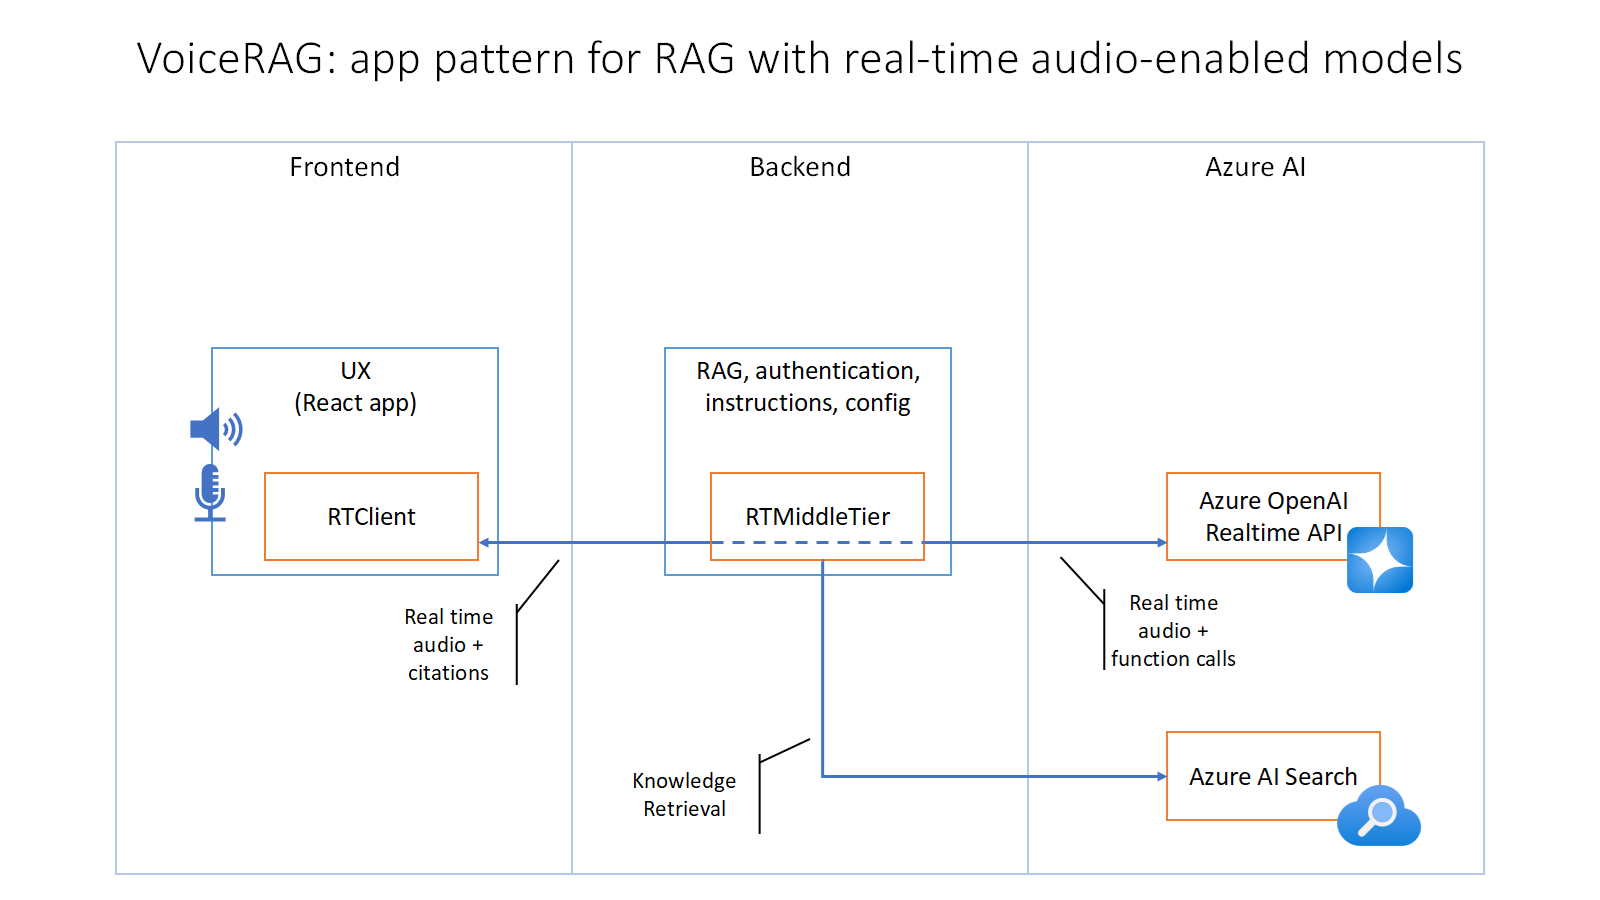 VoiceRAG: app pattern for RAG with real-time audio-enabled models
Frontend
Backend
Azure AI
UX
(React app)
RTClient
RAG, authentication,
instructions, config
RTMiddleTier
Azure OpenAI
Realtime API
Real time
audio +
citations
Real time
audio +
function calls
Knowledge
Retrieval
Azure AI Search